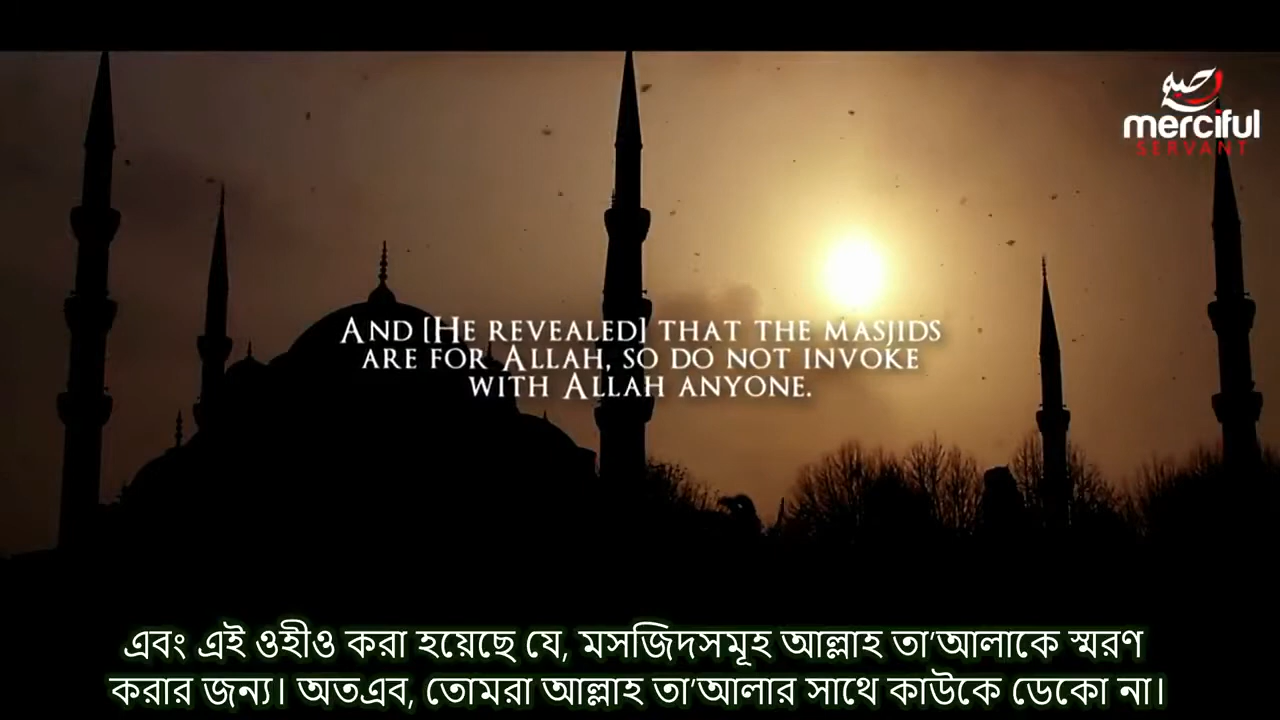 merciful
SERVANT
AND [HE REVEALED] THAT THE MASJIDS
ARE FOR ALLAH, SO DO NOT INVOKE
WITH ALLAH ANYONE.
এবং এই ওহীও করা হয়েছে যে, মসজিদসমূহ আল্লাহ তা'আলাকে স্মরণ
করার জন্য। অতএব, তোমরা আল্লাহ তা'আলার সাথে কাউকে ডেকো না।